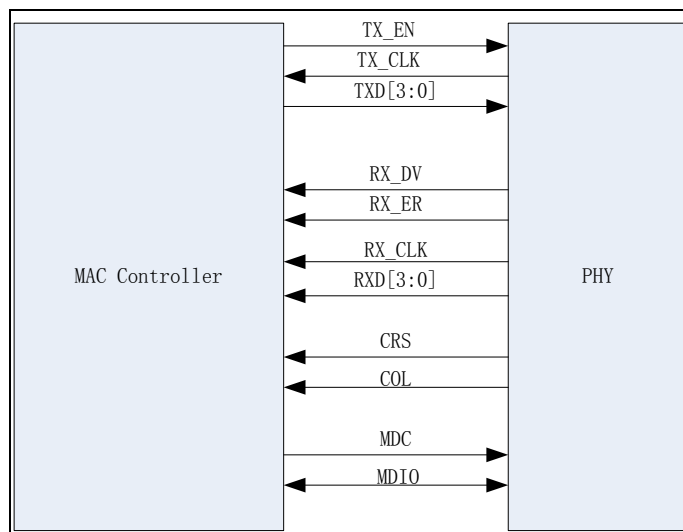 TX_EN
TX_CLK
TXD[3:0]
RX_DV
RX_ER
RX_CLK
MAC Controller
RXD[3:0]
PHY
CRS
COL
MDC
MDIO